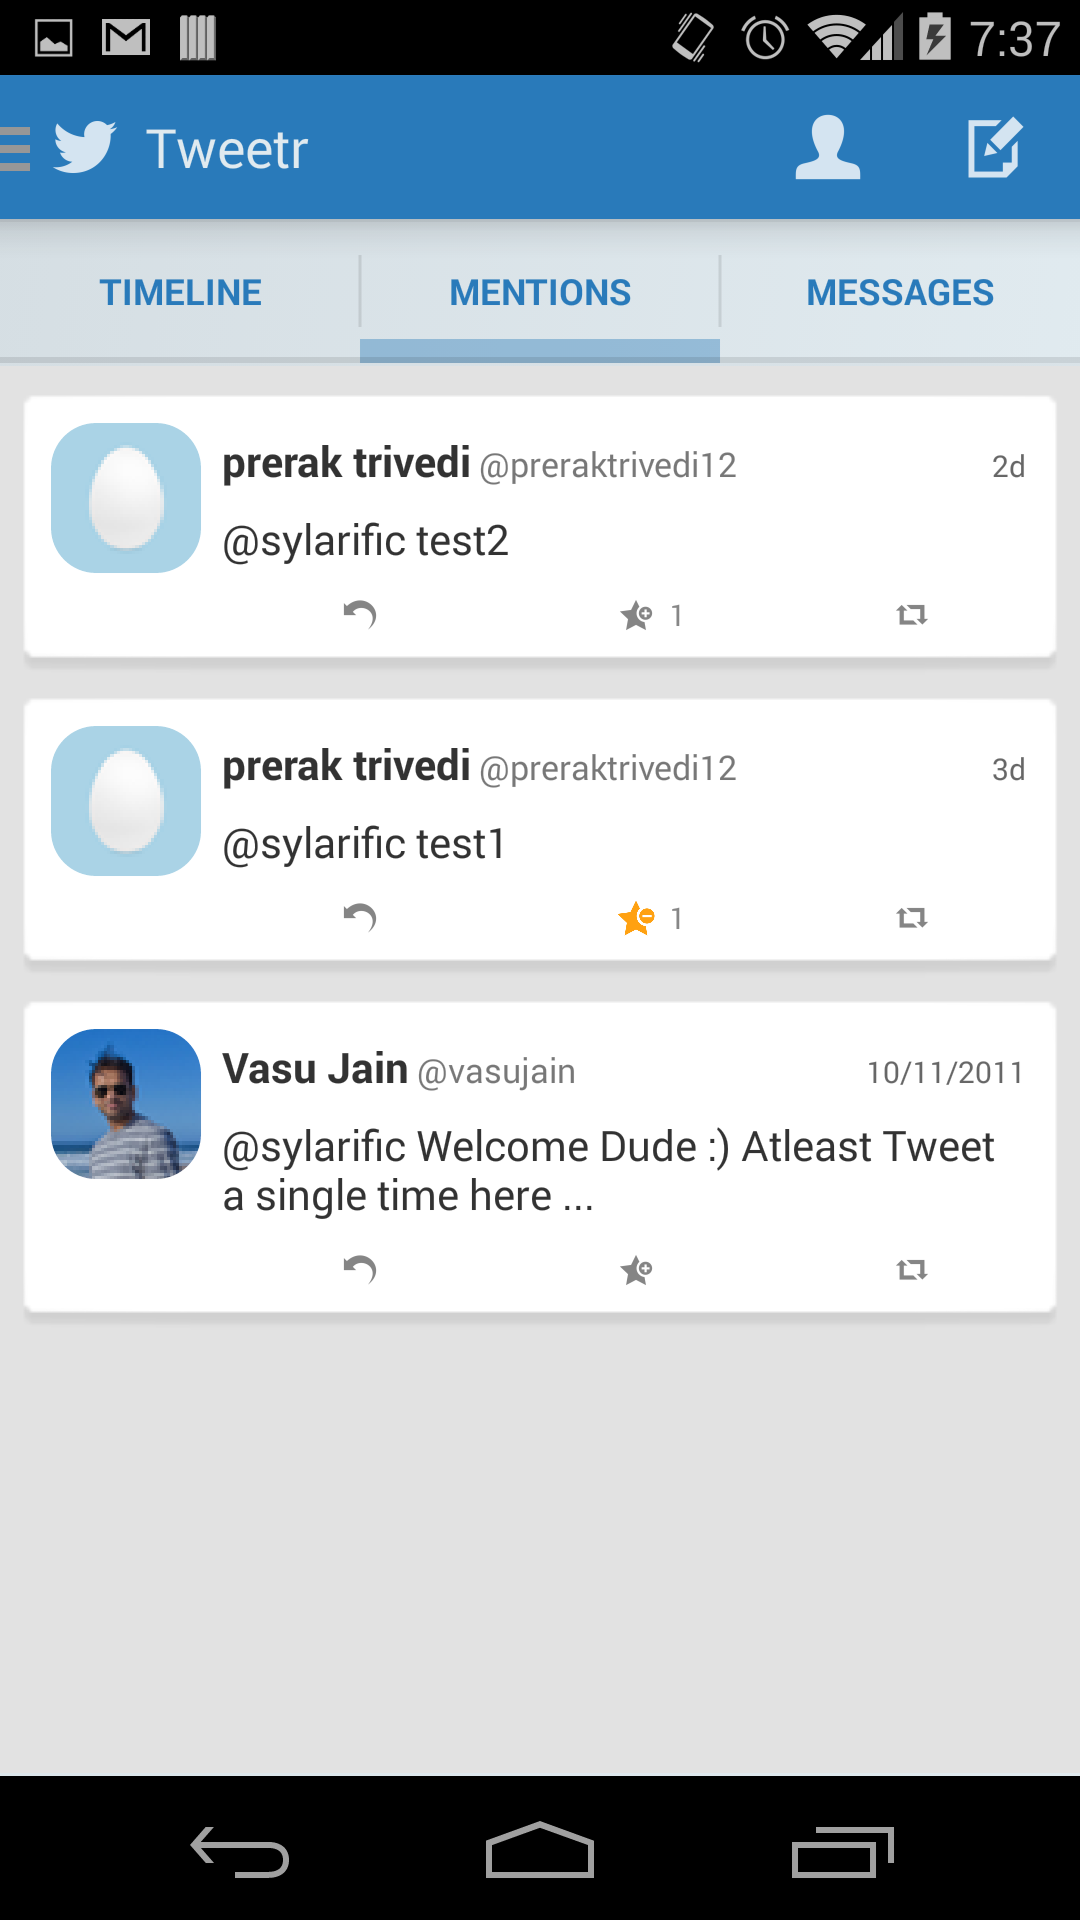 7:37
Tweetr
TIMELINE
MENTIONS
MESSAGES
prerak trivedi @preraktrivedi12 2d
@sylarific test2
1
prerak trivedi @preraktrivedi12 3d
@sylarific test1
1
Vasu Jain @vasujain 10/11/2011
@sylarific Welcome Dude :) Atleast Tweet
a single time here ...